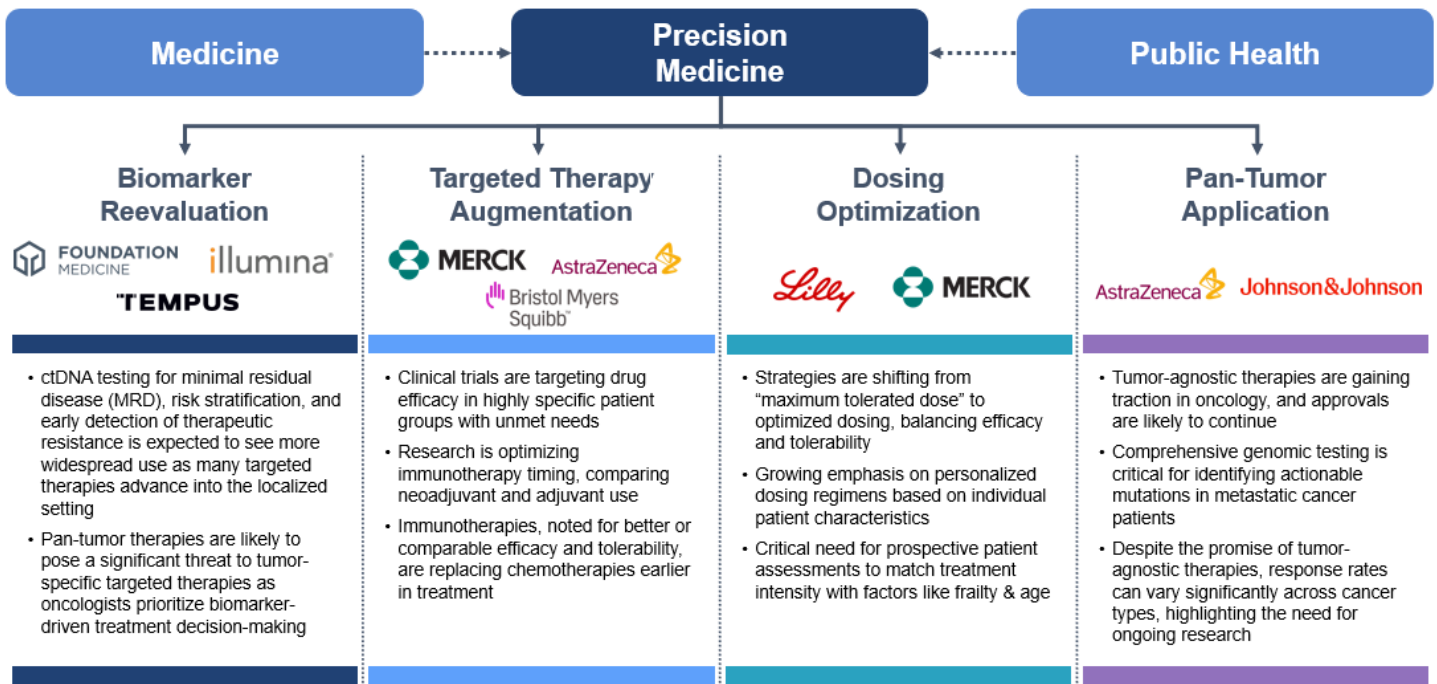 Medicine
Precision
Medicine
Public Health
Biomarker
Reevaluation
FOUNDATION
MEDICINE
illumina®
TEMPUS
• ctDNA testing for minimal residual
disease (MRD), risk stratification, and
early detection of therapeutic
resistance is expected to see more
widespread use as many targeted
therapies advance into the localized
setting
• Pan-tumor therapies are likely to
pose a significant threat to tumor-
specific targeted therapies as
oncologists prioritize biomarker-
driven treatment decision-making
Targeted Therapy
Augmentation
MERCK
AstraZeneca
Bristol Myers
Squibb™
• Clinical trials are targeting drug
efficacy in highly specific patient
groups with unmet needs
• Research is optimizing
immunotherapy timing, comparing
neoadjuvant and adjuvant use
• Immunotherapies, noted for better or
comparable efficacy and tolerability,
are replacing chemotherapies earlier
in treatment
Dosing
Optimization
Lilly
MERCK
• Strategies are shifting from
“maximum tolerated dose” to
optimized dosing, balancing efficacy
and tolerability
• Growing emphasis on personalized
dosing regimens based on individual
patient characteristics
• Critical need for prospective patient
assessments to match treatment
intensity with factors like frailty & age
Pan-Tumor
Application
AstraZeneca
Johnson&Johnson
• Tumor-agnostic therapies are gaining
traction in oncology, and approvals
are likely to continue
• Comprehensive genomic testing is
critical for identifying actionable
mutations in metastatic cancer
patients
• Despite the promise of tumor-
agnostic therapies, response rates
can vary significantly across cancer
types, highlighting the need for
ongoing research